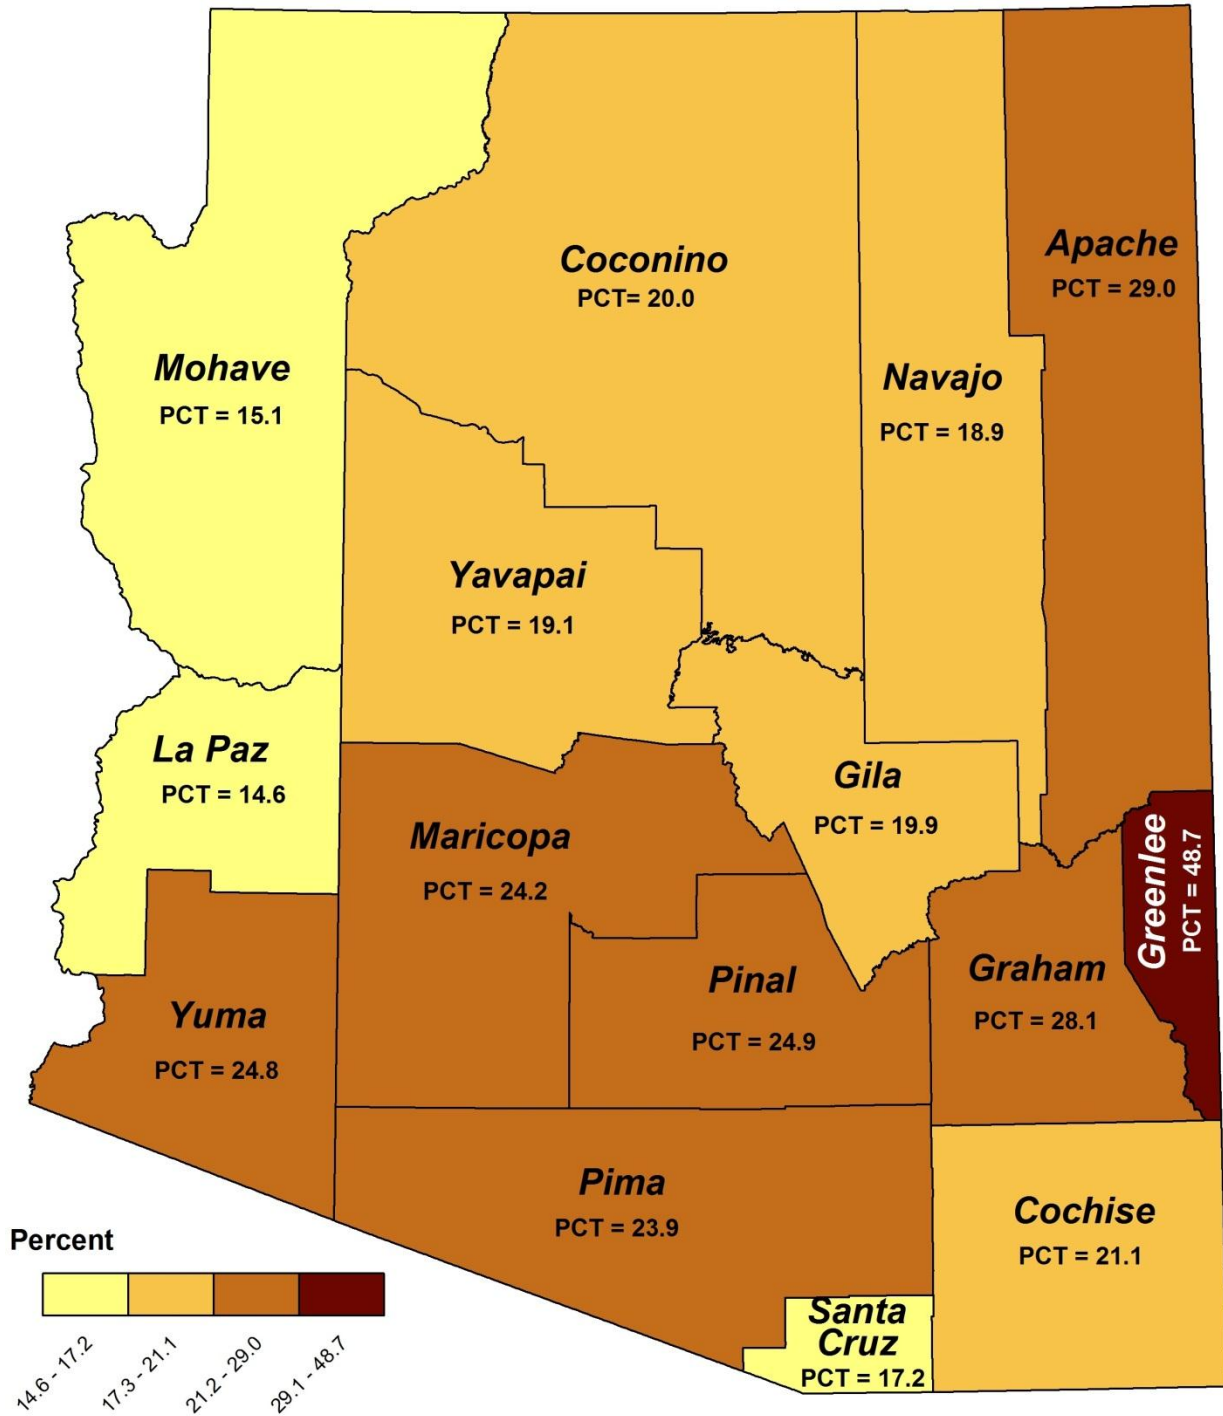 Coconino
PCT= 20.0
Apache
PCT = 29.0
Mohave
PCT = 15.1
Navajo
PCT = 18.9
Yavapai
PCT = 19.1
La Paz
PCT = 14.6
Gila
PCT = 19.9
Maricopa
PCT = 24.2
Greenlee
PCT = 48.7
Pinal
PCT = 24.9
Graham
PCT = 28.1
Yuma
PCT = 24.8
Pima
PCT = 23.9
Cochise
PCT = 21.1
Santa
Cruz
PCT = 17.2
Percent
14.6 - 17.2
17.3 - 21.1
21.2 - 29.0
29.1 - 48.7